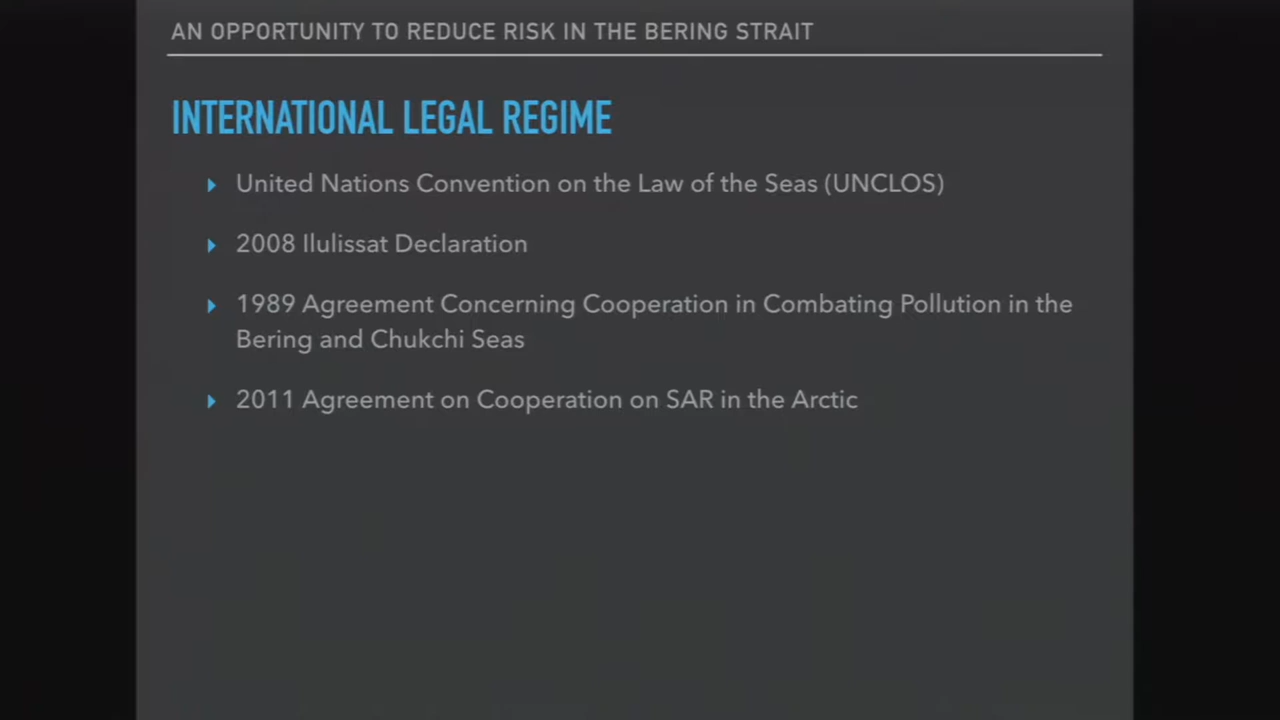 AN OPPORTUNITY TO REDUCE RISK IN THE BERING STRAIT
INTERNATIONAL LEGAL REGIME
United Nations Convention on the Law of the Seas (UNCLOS)
2008 Ilulissat Declaration
1989 Agreement Concerning Cooperation in Combating Pollution in the
Bering and Chukchi Seas
2011 Agreement on Cooperation on SAR in the Arctic